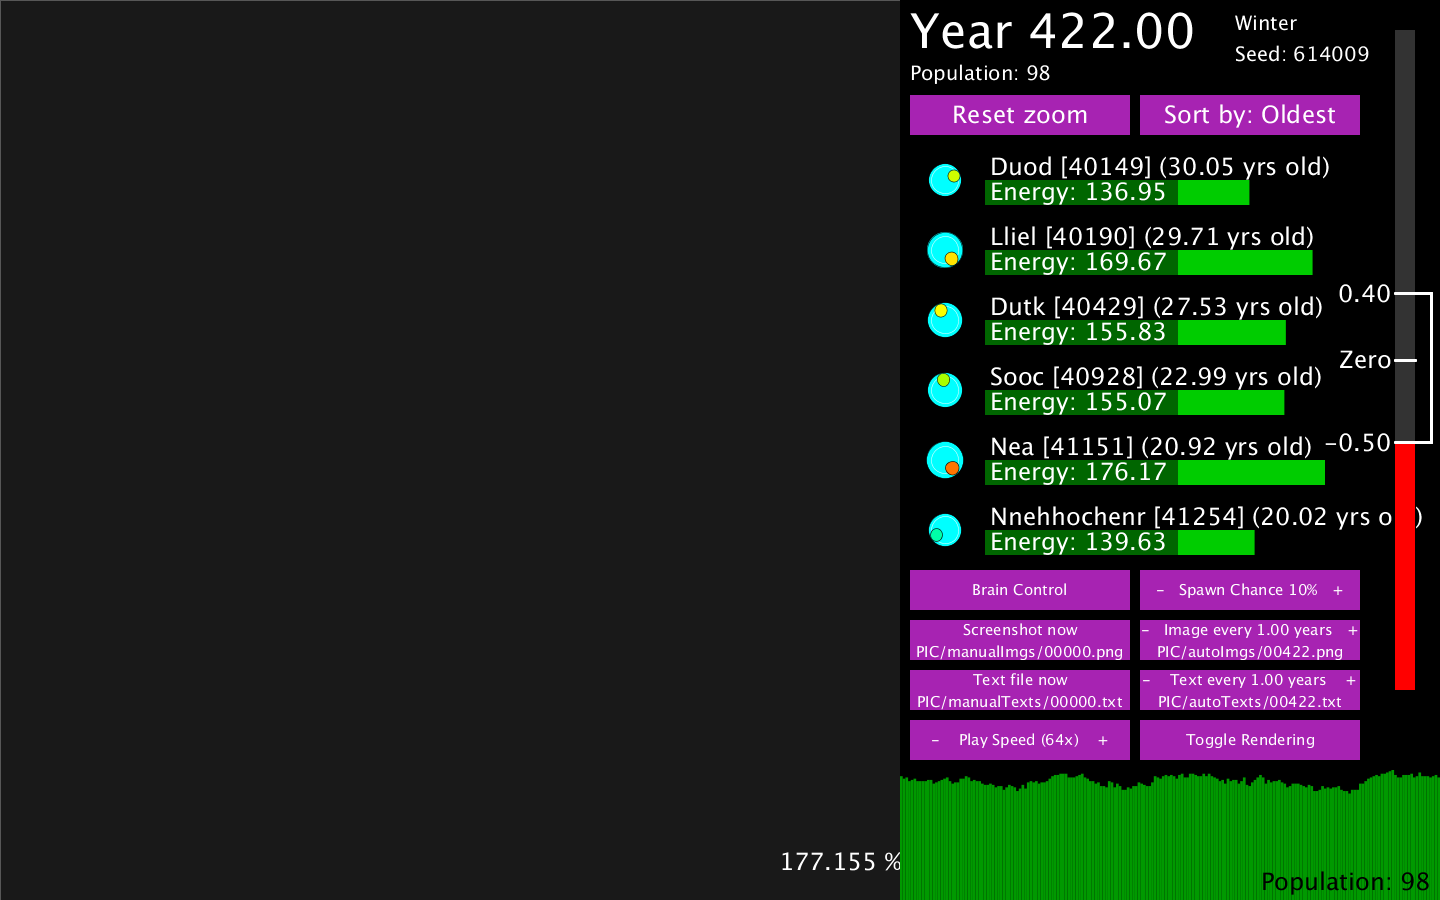 Year 422.00
Winter
Seed: 614009
Population: 98
Reset zoom
Sort by: Oldest
Duod [40149] (30.05 yrs old)
Energy: 136.95
Lliel [40190] (29.71 yrs old)
Energy: 169.67
0.40
Dutk [40429] (27.53 yrs old)
Energy: 155.83
Zero
Sooc [40928] (22.99 yrs old)
Energy: 155.07
-0.50
Nea [41151] (20.92 yrs old)
Energy: 176.17
Nnehhochenr [41254] (20.02 yrs o )
Energy: 139.63
Brain Control
- Spawn Chance 10% +
Screenshot now
PIC/manualImgs/00000.png
- Image every 1.00 years +
PIC/autoImgs/00422.png
Text file now
PIC/manualTexts/00000.txt
- Text every 1.00 years +
PIC/autoTexts/00422.txt
- Play Speed (64x) +
Toggle Rendering
177.155 %
Population: 98